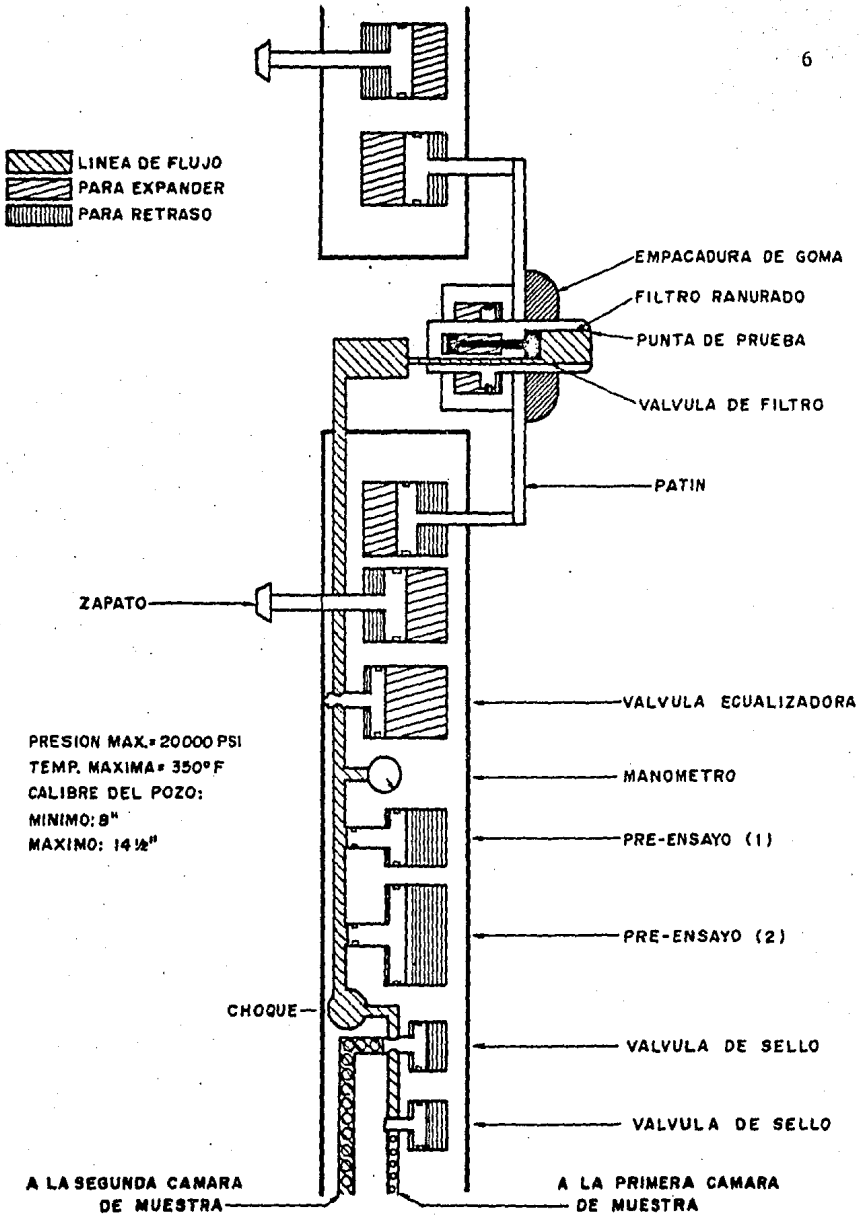 6
LINEA DE FLUJO
PARA EXPANDER
PARA RETRASO
EMPACADURA DE GOMA
FILTRO RANURADO
PUNTA DE PRUEBA
VALVULA DE FILTRO
PATIN
ZAPATO
VALVULA ECUALIZADORA
PRESION MAX.= 20000 PSI
TEMP. MAXIMA= 350° F
CALIBRE DEL POZO:
MINIMO: 8"
MAXIMO: 14 ½"
MANOMETRO
PRE-ENSAYO (1)
PRE-ENSAYO (2)
CHOQUE
VALVULA DE SELLO
VALVULA DE SELLO
A LA SEGUNDA CAMARA
DE MUESTRA
A LA PRIMERA CAMARA
DE MUESTRA